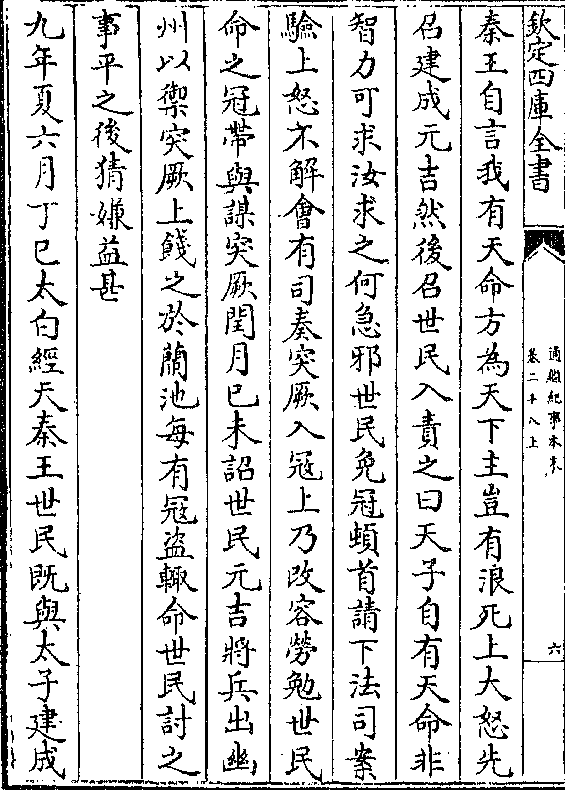 欽定四庫全書
通鑑紀事本末
卷二十八上
六
秦王自言我有天命方為天下主豈有浪死上大怒先
召建成元吉然後召世民入責之曰天子自有天命非
智力可求汝求之何急邪世民免冠頓首請下法司案
驗上怒不解會有司奏突厥入冦上乃改容勞勉世民
命之冠帶與謀突厥閏月己未詔世民元吉將兵出豳
州以禦突厥上餞之於蘭池每有冦盜輒命世民討之
事平之後猜嫌益甚
九年夏六月丁巳太白經天秦王世民既與太子建成